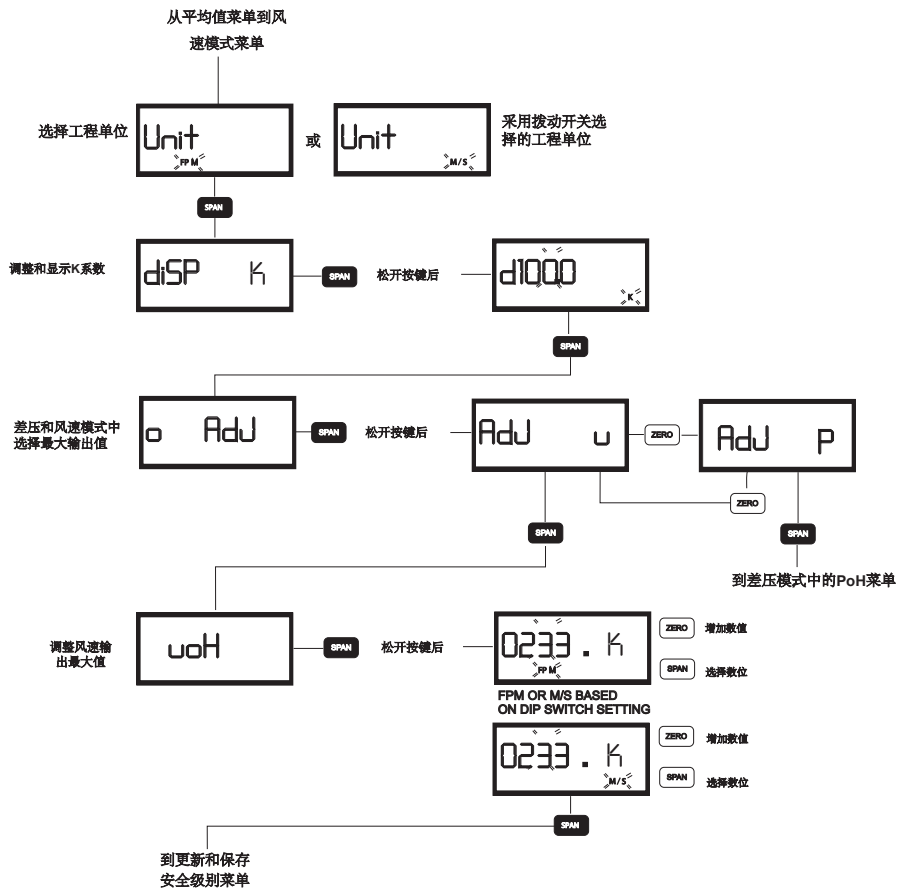 从平均值菜单到风
速模式菜单
选择工程单位
Unit
FPM
或
Unit
M/S
采用拨动开关选
择的工程单位
SPAN
调整和显示K系数
diSP K
SPAN
松开按键后
d100.0
K
SPAN
差压和风速模式中
选择最大输出值
o AdJ
SPAN
松开按键后
AdJ u
ZERO
AdJ P
ZERO
SPAN
SPAN
到差压模式中的PoH菜单
调整风速输
出最大值
uoH
SPAN
松开按键后
0233. K
FPM
ZERO 增加数值
SPAN 选择数位
FPM OR M/S BASED
ON DIP SWITCH SETTING
0233. K
M/S
ZERO 增加数值
SPAN 选择数位
SPAN
到更新和保存
安全级别菜单